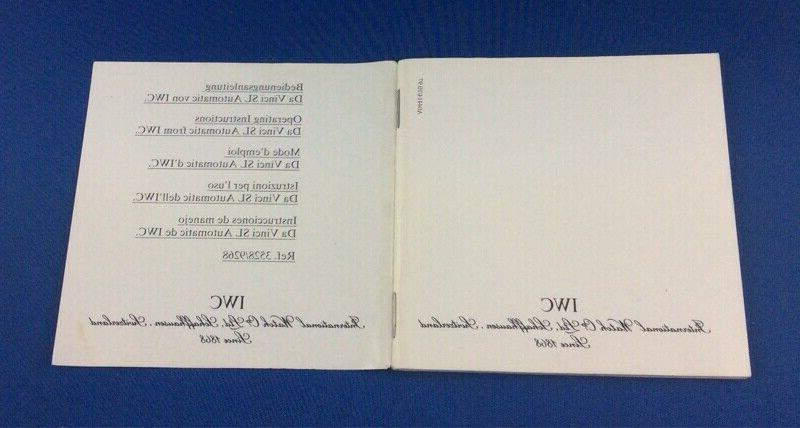 Bedienungsanleitung
Da Vinci SL Automatic von IWC.
Operating Instructions
Da Vinci SL Automatic from IWC.
Mode d'emploi
Da Vinci SL Automatic d'IWC.
Istruzioni per l'uso
Da Vinci SL Automatic dell'IWC.
Instrucciones de manejo
Da Vinci SL Automatic de IWC.
Ref. 3528/9268
IWC
International Watch Co. Ltd. Schaffhausen, Switzerland
Since 1868
IWC
International Watch Co. Ltd. Schaffhausen, Switzerland
Since 1868